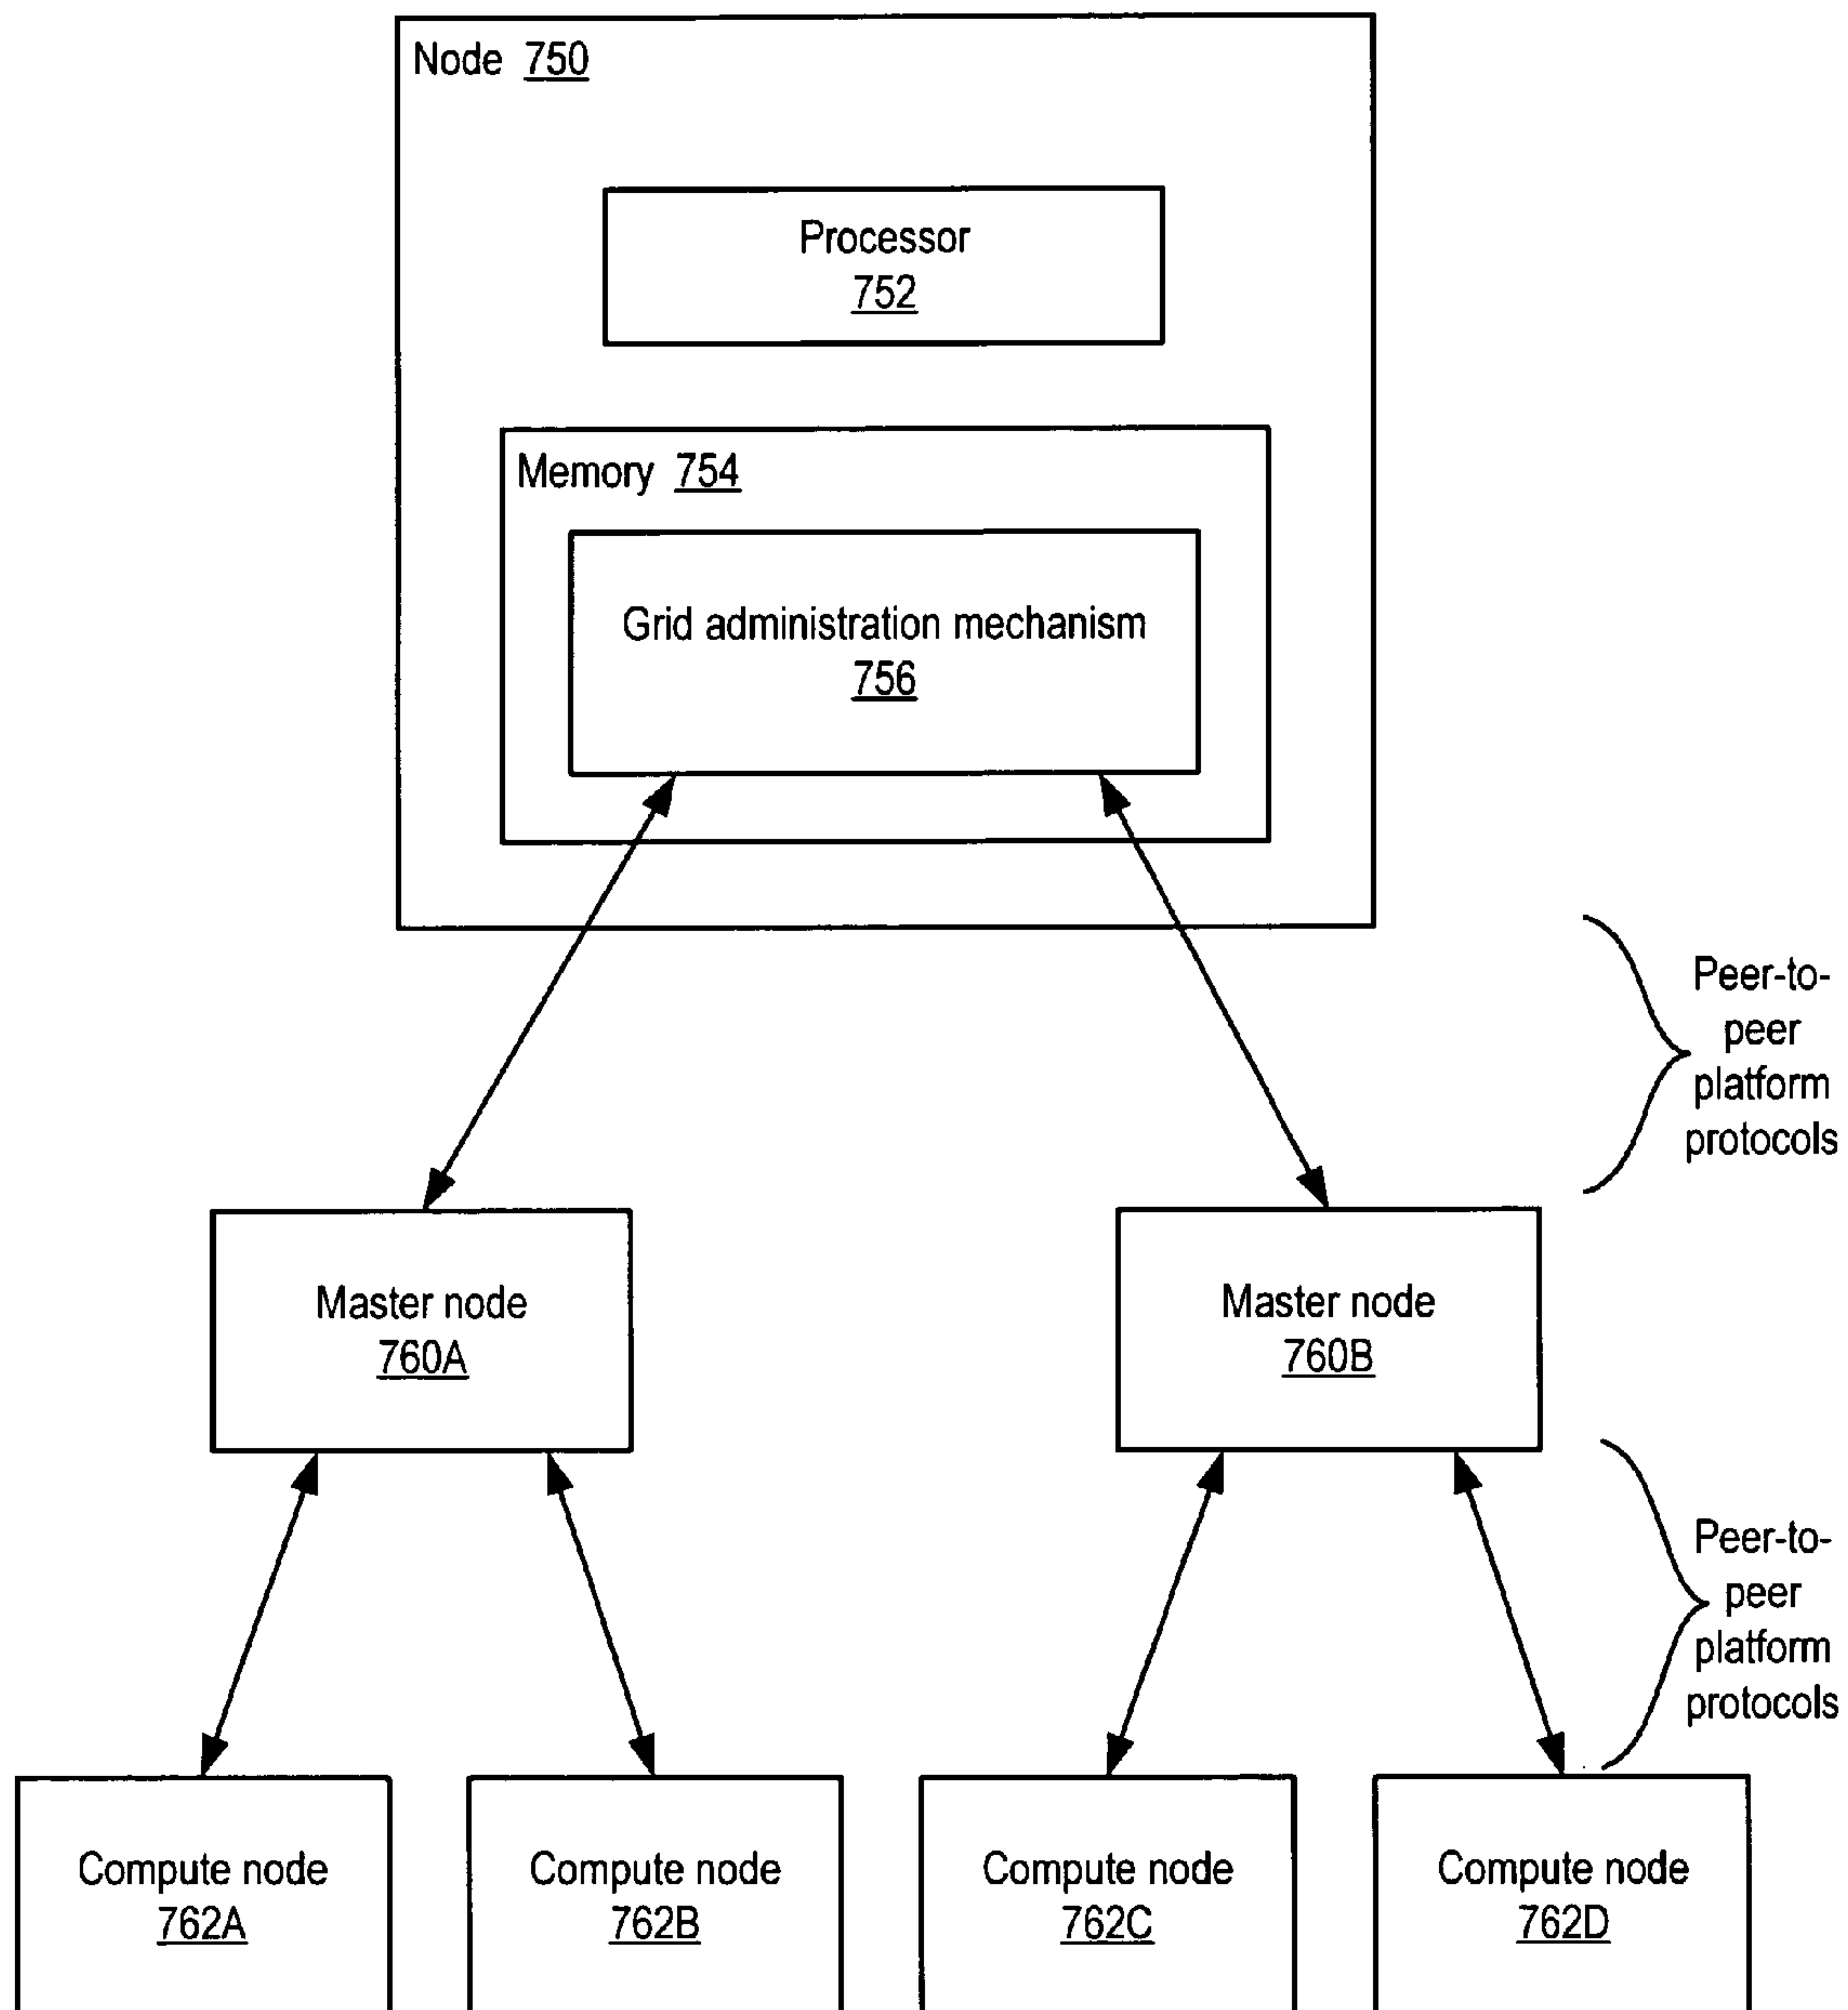 Node 750
Processor
752
Memory 754
Grid administration mechanism
756
Peer-to-
peer
platform
protocols
Master node
760A
Master node
760B
Peer-to-
peer
platform
protocols
Compute node
762A
Compute node
762B
Compute node
762C
Compute node
762D